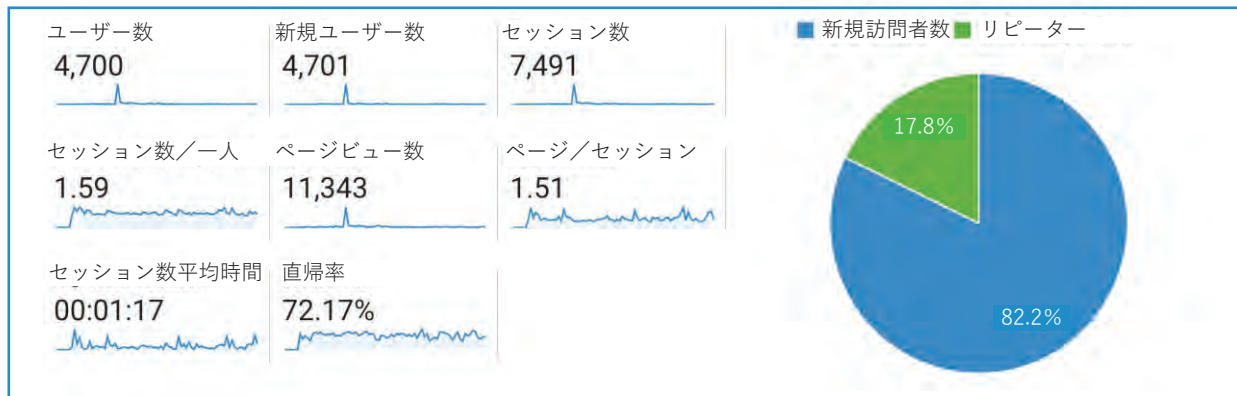 ユーザー数
4,700
新規ユーザー数
4,701
セッション数
7,491
セッション数／一人
1.59
ページビュー数
11,343
ページ／セッション
1.51
セッション数平均時間
00:01:17
直帰率
72.17%
新規訪問者数 リピーター
17.8%
82.2%